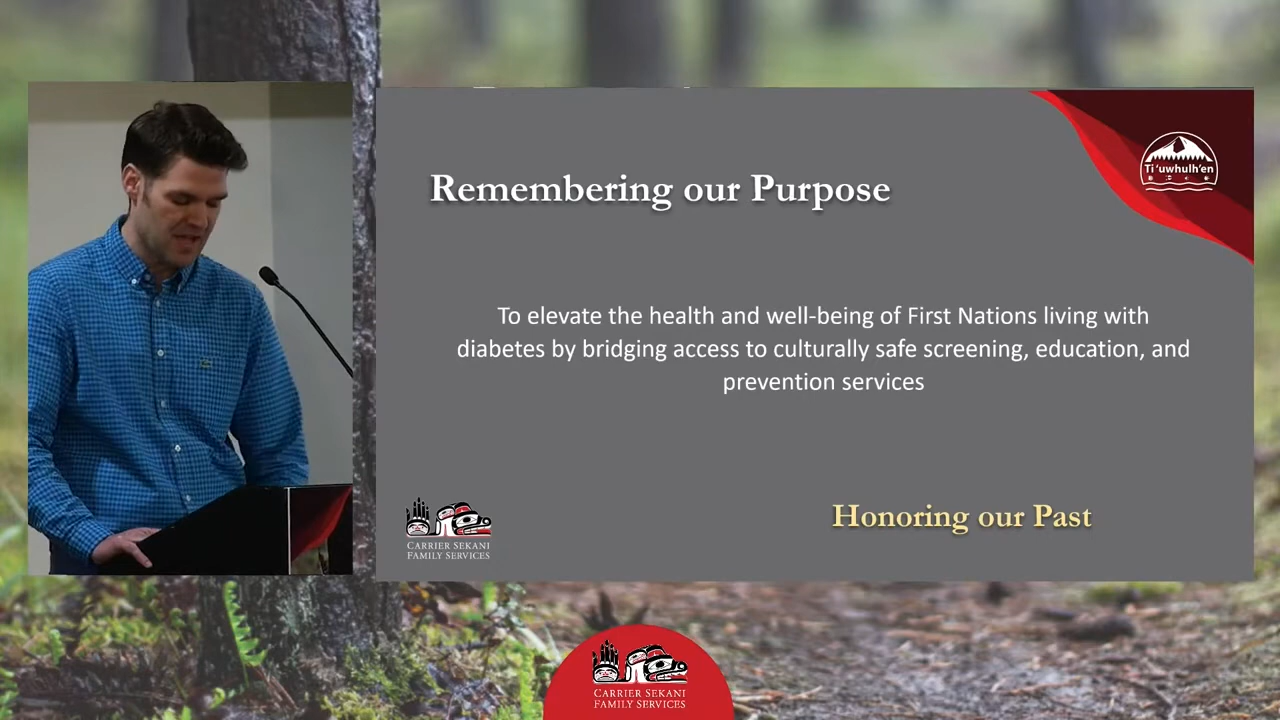 Remembering our Purpose
Ti'uwhulh'en
To elevate the health and well-being of First Nations living with
diabetes by bridging access to culturally safe screening, education, and
prevention services
Honoring our Past
CARRIER SEKANI
FAMILY SERVICES
CARRIER SEKANI
FAMILY SERVICES